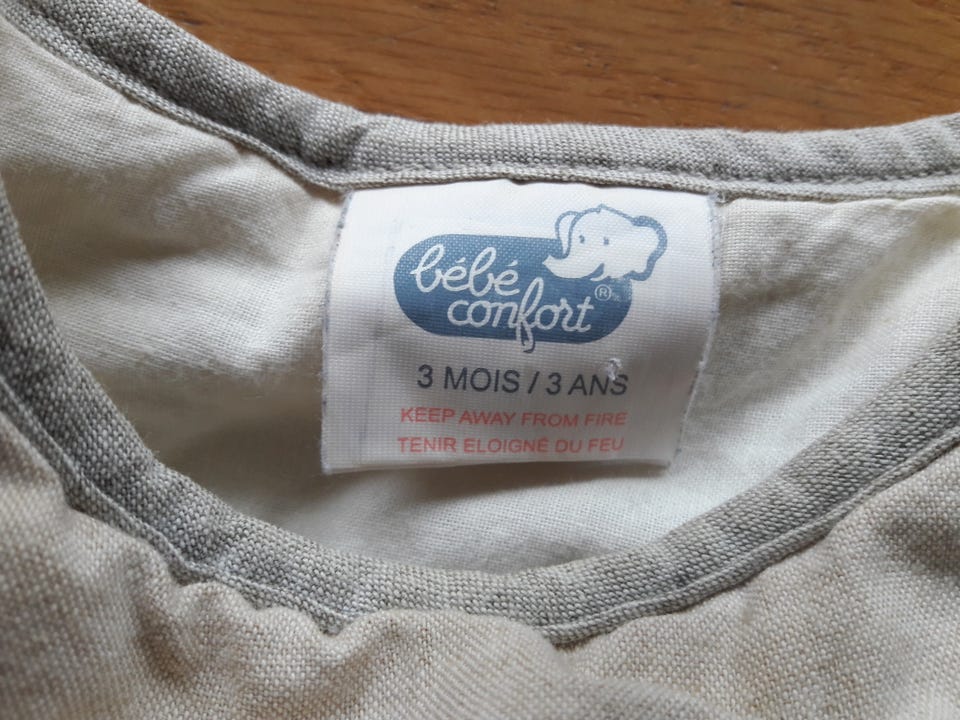 bébé
confort ®
3 MOIS / 3 ANS
KEEP AWAY FROM FIRE
TENIR ELOIGNÉ DU FEU